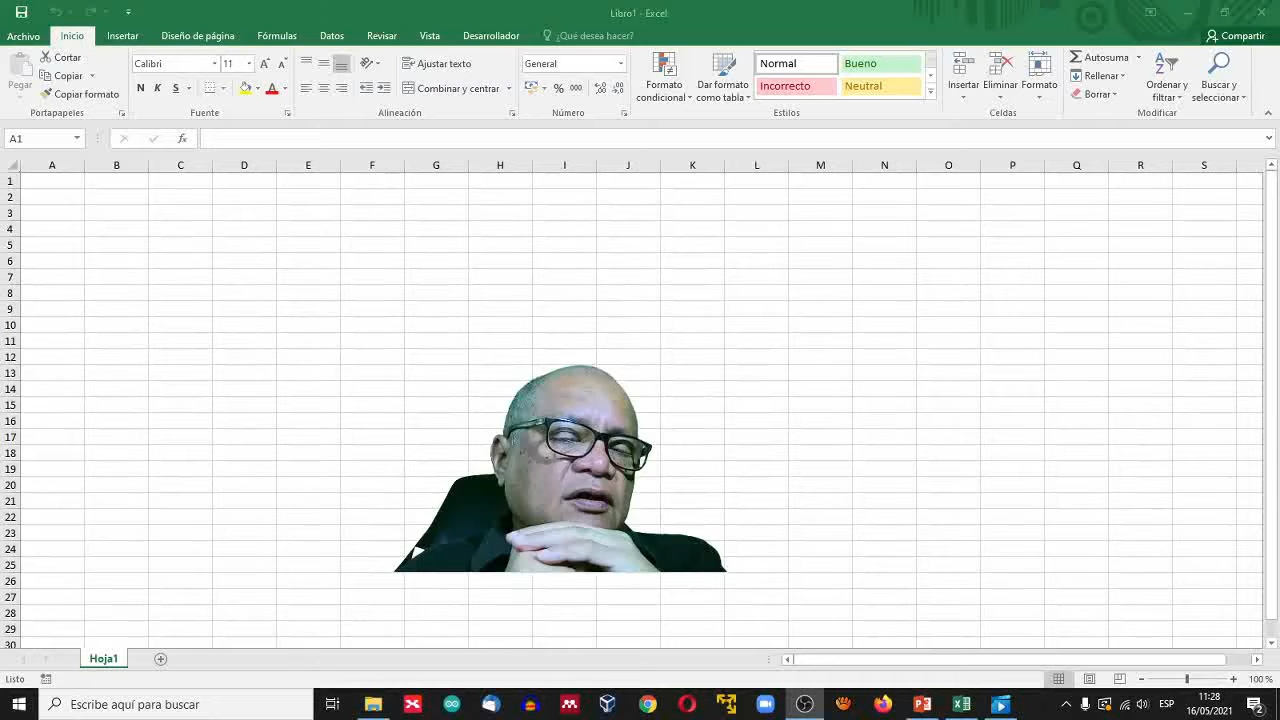 Libro1 - Excel
Archivo Inicio Insertar Diseño de página Fórmulas Datos Revisar Vista Desarrollador ¿Qué desea hacer? Compartir
Pegar
Cortar
Copiar
Copiar formato
Portapapeles
Calibri 11
N K S
Fuente
Ajustar texto
Combinar y centrar
Alineación
General
% 000
Número
Formato condicional
Dar formato como tabla
Normal Bueno
Incorrecto Neutral
Estilos
Insertar Eliminar Formato
Celdas
Autosuma
Rellenar
Borrar
Ordenar y filtrar
Buscar y seleccionar
Modificar
A1 fx
A B C D E F G H I J K L M N O P Q R S
1
2
3
4
5
6
7
8
9
10
11
12
13
14
15
16
17
18
19
20
21
22
23
24
25
26
27
28
29
30
Hoja1
Listo 100 %
Escribe aquí para buscar
ESP
11:28
16/05/2021